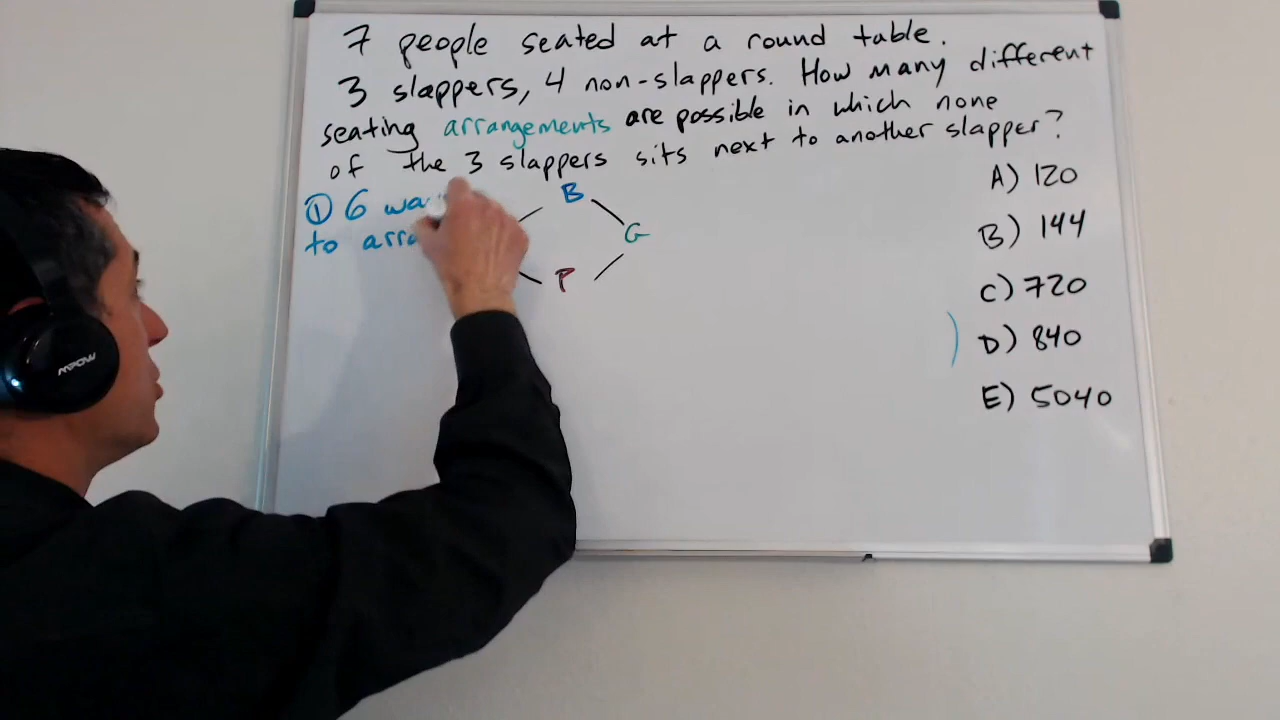 7 people seated at a round table.
3 slappers, 4 non-slappers. How many different
seating arrangements are possible in which none
of the 3 slappers sits next to another slapper?
① 6
to
B
G
P
A) 120
B) 144
C) 720
D) 840
E) 5040
MPOW